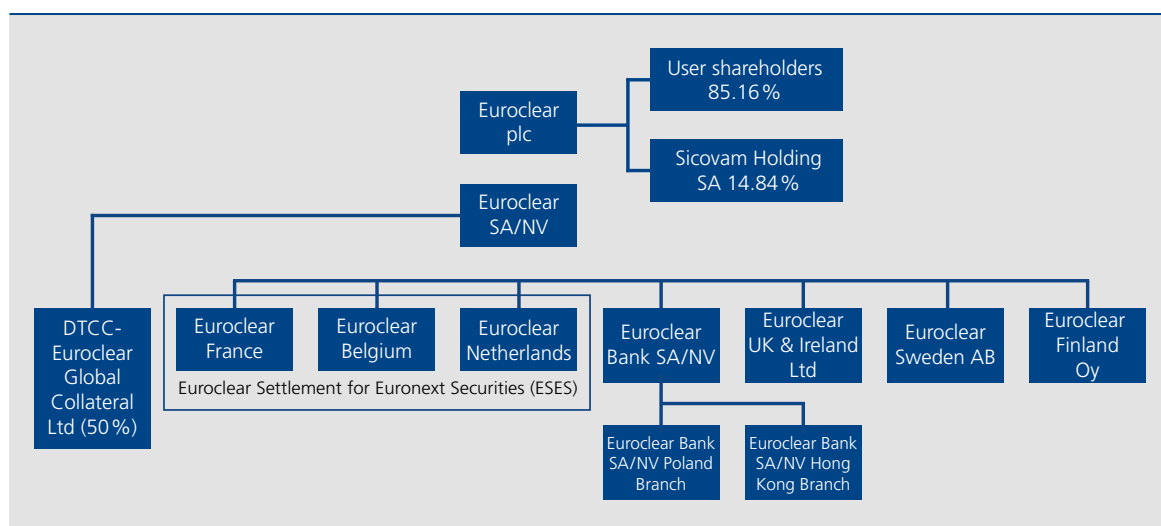 User shareholders
85.16 %
Euroclear
plc
Sicovam Holding
SA 14.84 %
Euroclear
SA/NV
DTCC-
Euroclear
Global
Collateral
Ltd (50 %)
Euroclear
France
Euroclear
Belgium
Euroclear
Netherlands
Euroclear Settlement for Euronext Securities (ESES)
Euroclear
Bank SA/NV
Euroclear
UK & Ireland
Ltd
Euroclear
Sweden AB
Euroclear
Finland
Oy
Euroclear Bank
SA/NV Poland
Branch
Euroclear Bank
SA/NV Hong
Kong Branch